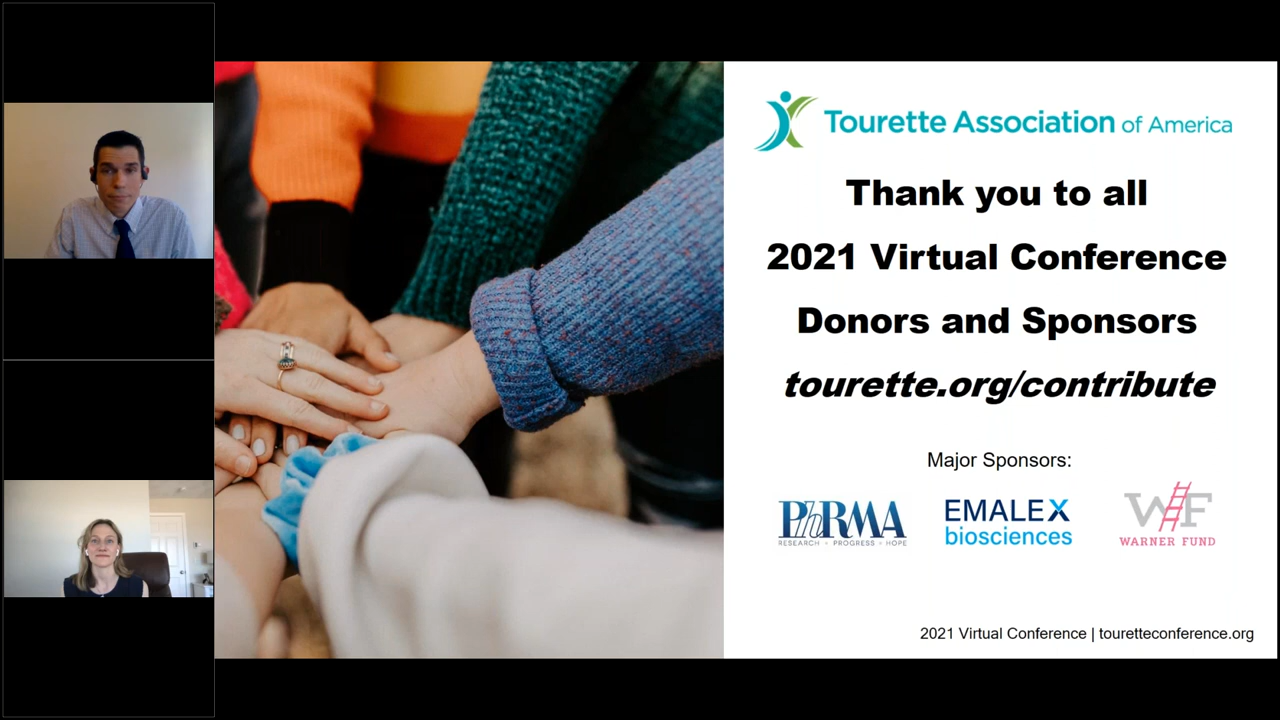 Tourette Association of America
Thank you to all
2021 Virtual Conference
Donors and Sponsors
tourette.org/contribute
Major Sponsors:
PhRMA
RESEARCH • PROGRESS • HOPE
EMALEX
biosciences
WF
WARNER FUND
2021 Virtual Conference | touretteconference.org